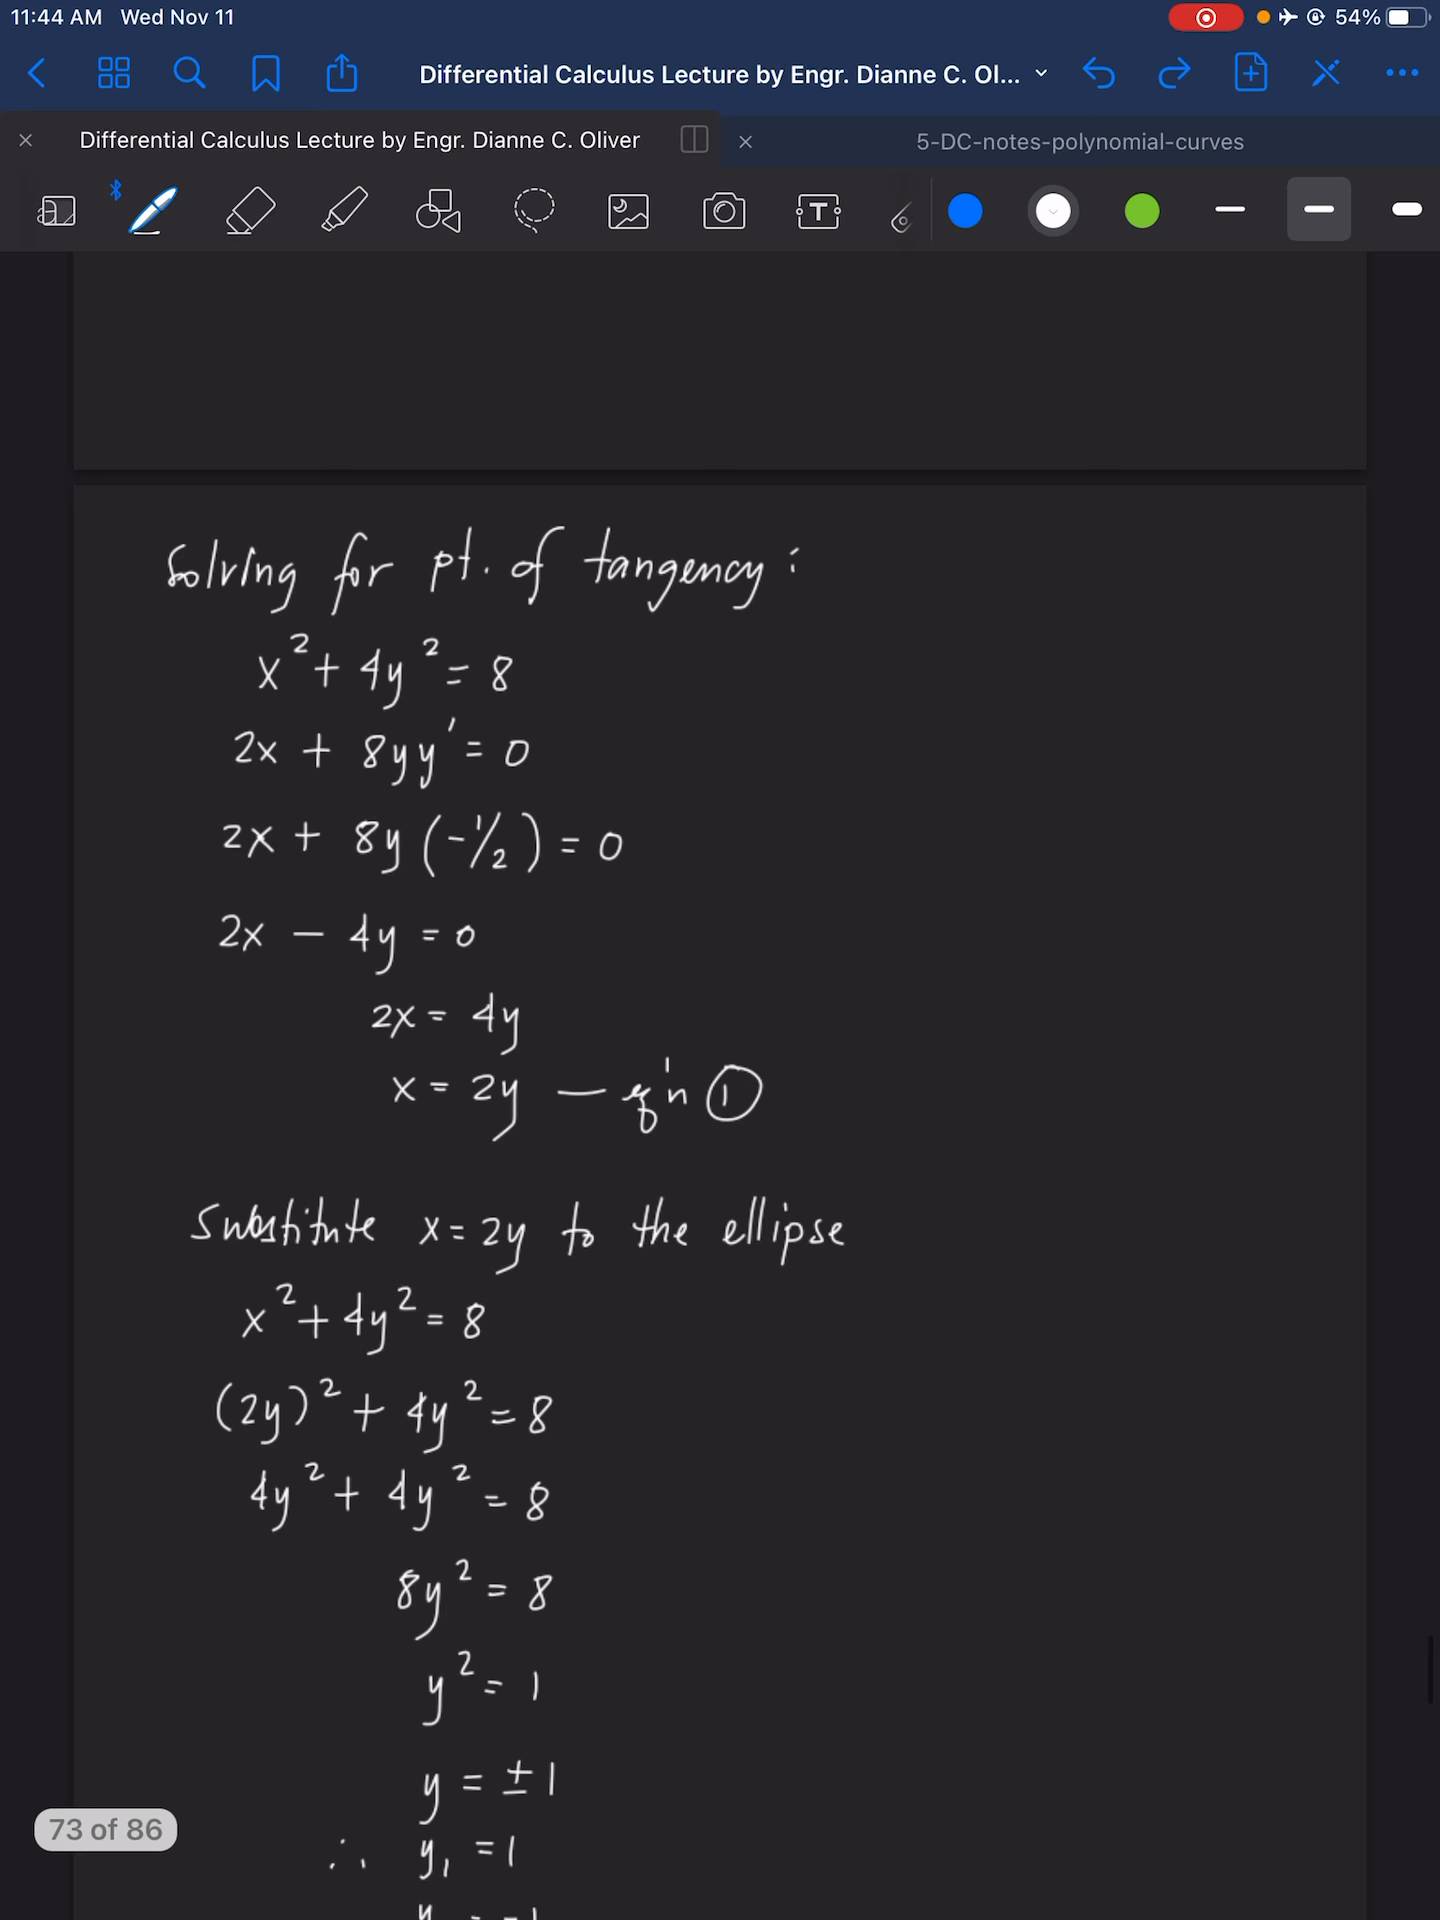 11:44 AM Wed Nov 11 54%
Differential Calculus Lecture by Engr. Dianne C. Ol...
Differential Calculus Lecture by Engr. Dianne C. Oliver
5-DC-notes-polynomial-curves
Solving for pt. of tangency:
x² + 4y² = 8
2x + 8yy' = 0
2x + 8y (-1/2) = 0
2x - 4y = 0
2x = 4y
x = 2y — eq'n ①
Substitute x = 2y to the ellipse
x² + 4y² = 8
(2y)² + 4y² = 8
4y² + 4y² = 8
8y² = 8
y² = 1
y = ±1
∴ y₁ = 1
73 of 86